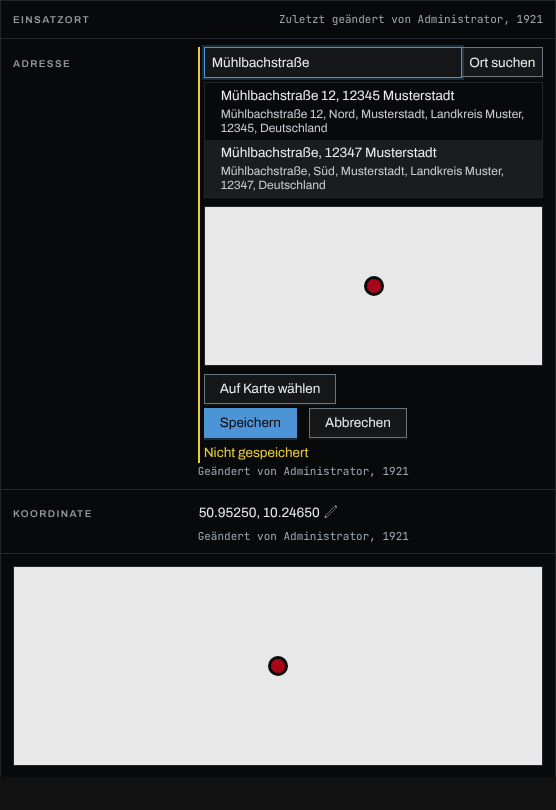 EINSATZORT
Zuletzt geändert von Administrator, 1921
ADRESSE
Mühlbachstraße
Ort suchen
Mühlbachstraße 12, 12345 Musterstadt
Mühlbachstraße 12, Nord, Musterstadt, Landkreis Muster,
12345, Deutschland
Mühlbachstraße, 12347 Musterstadt
Mühlbachstraße, Süd, Musterstadt, Landkreis Muster,
12347, Deutschland
Auf Karte wählen
Speichern
Abbrechen
Nicht gespeichert
Geändert von Administrator, 1921
KOORDINATE
50.95250, 10.24650
Geändert von Administrator, 1921